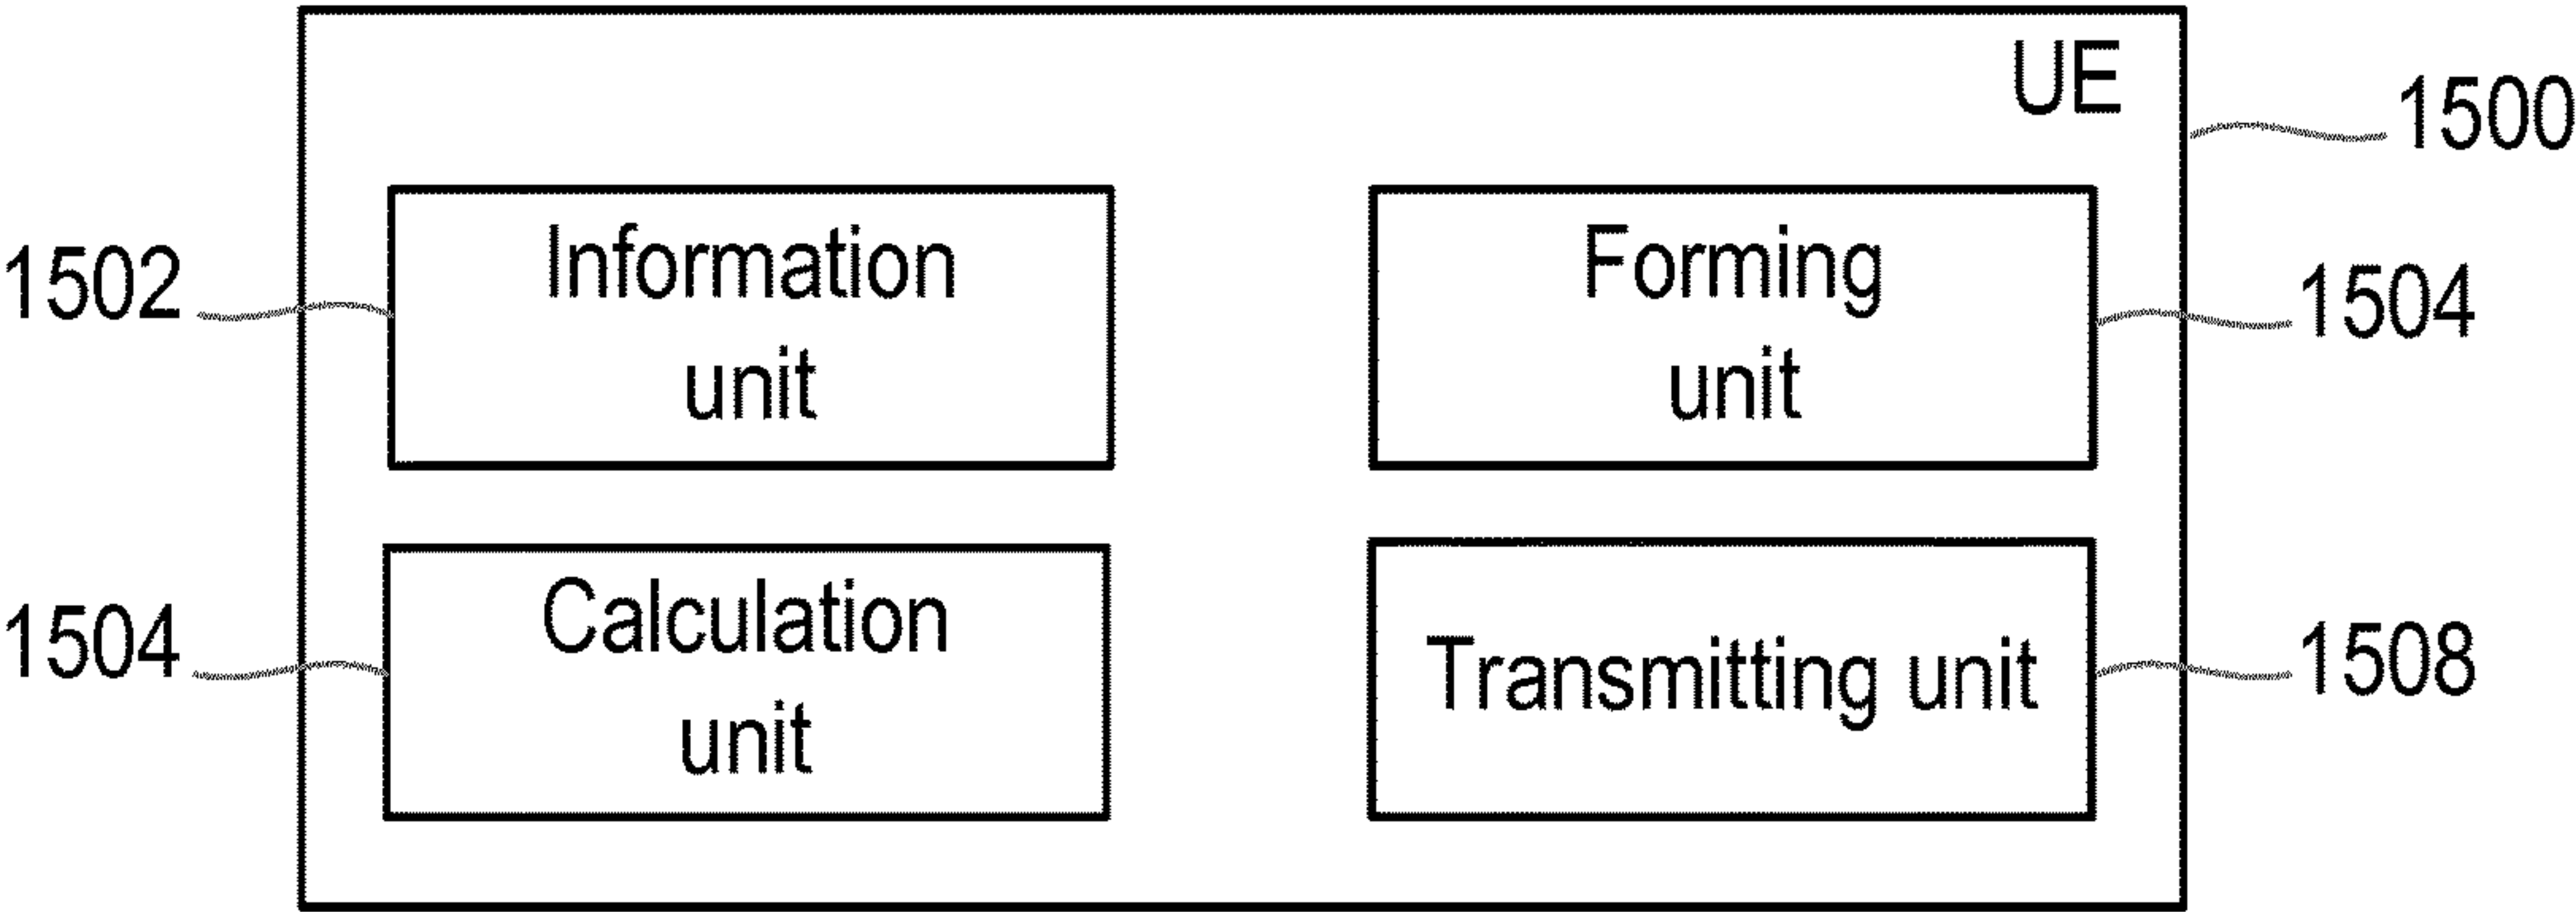 UE
1500
1502
Information
unit
Forming
unit
1504
1504
Calculation
unit
Transmitting unit
1508